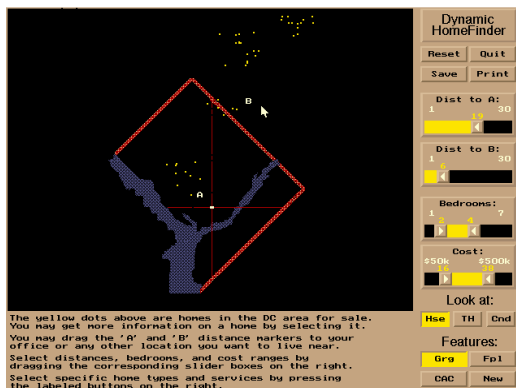 Dynamic
HomeFinder
Reset Quit
Save Print
Dist to A:
1 30
19
Dist to B:
1 30
6
Bedrooms:
1 7
2 4
Cost:
$50k $500k
16 38
Look at:
Hse TH Cnd
Features:
Grg Fpl
CAC New
B
A
The yellow dots above are homes in the DC area for sale.
You may get more information on a home by selecting it.
You may drag the 'A' and 'B' distance markers to your
office or any other location you want to live near.
Select distances, bedrooms, and cost ranges by
dragging the corresponding slider boxes on the right.
Select specific home types and services by pressing
the labeled buttons on the right.